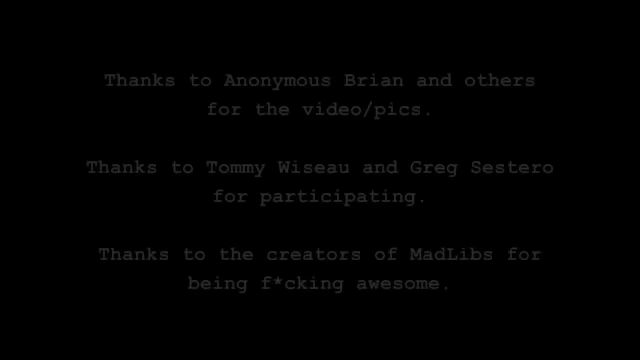 Thanks to Anonymous Brian and others
for the video/pics.
Thanks to Tommy Wiseau and Greg Sestero
for participating.
Thanks to the creators of MadLibs for
being f*cking awesome.